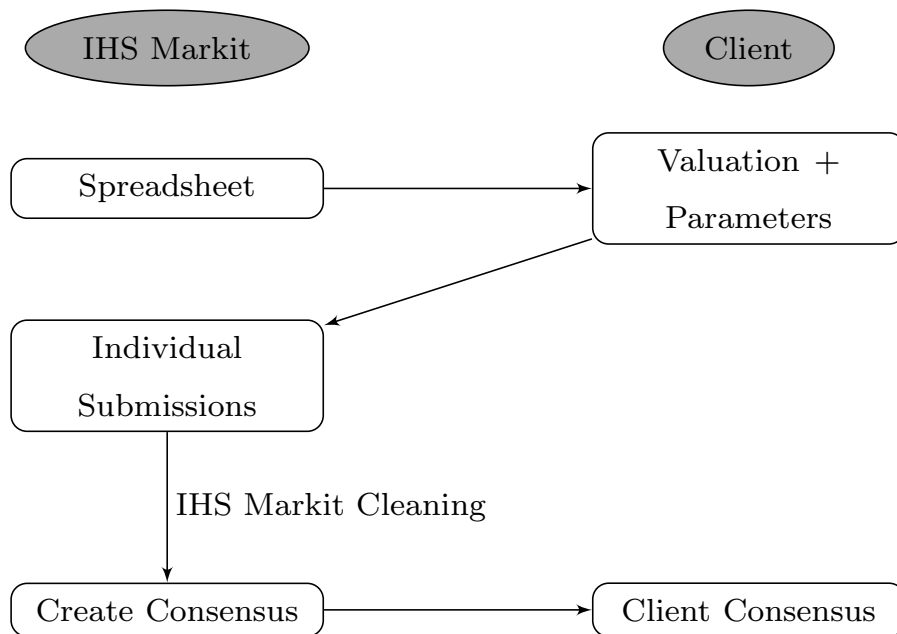 IHS Markit
Client
Spreadsheet
Valuation +
Parameters
Individual
Submissions
IHS Markit Cleaning
Create Consensus
Client Consensus